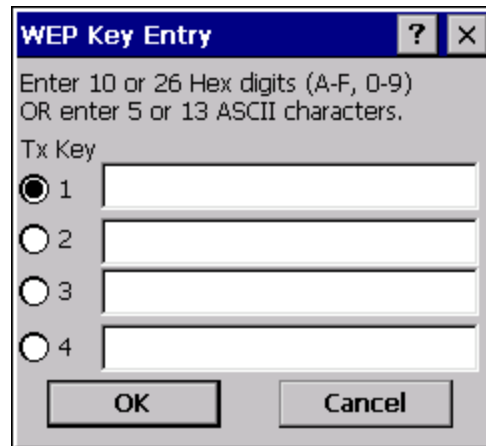 WEP Key Entry ? ×
Enter 10 or 26 Hex digits (A-F, 0-9)
OR enter 5 or 13 ASCII characters.
Tx Key
1
2
3
4
OK Cancel